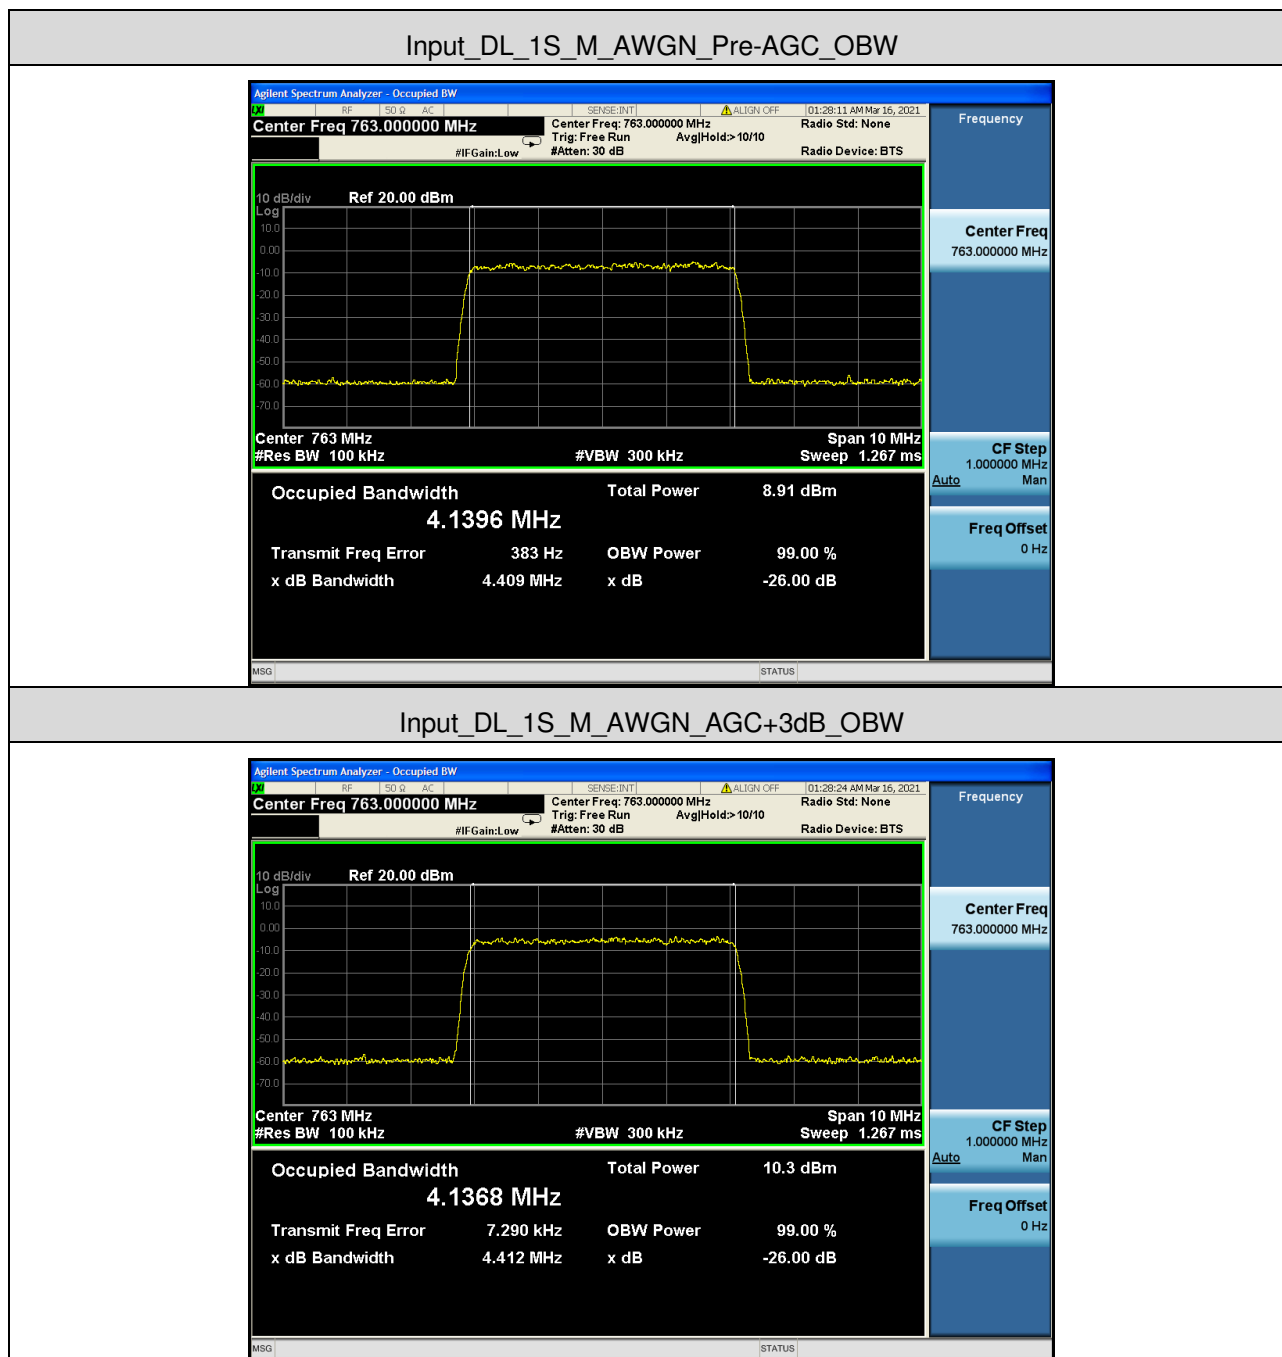 Input_DL_1S_M_AWGN_Pre-AGC_OBW
Agilent Spectrum Analyzer - Occupied BW
LXI RF 50 Ω AC SENSE:INT ALIGN OFF 01:28:11 AM Mar 16, 2021
Center Freq 763.000000 MHz
Center Freq: 763.000000 MHz Radio Std: None
Trig: Free Run Avg|Hold:> 10/10
#IFGain:Low #Atten: 30 dB Radio Device: BTS
Frequency
10 dB/div Ref 20.00 dBm
Log
10.0
0.00
-10.0
-20.0
-30.0
-40.0
-50.0
-60.0
-70.0
Center 763 MHz Span 10 MHz
#Res BW 100 kHz #VBW 300 kHz Sweep 1.267 ms
Center Freq
763.000000 MHz
CF Step
1.000000 MHz
Auto Man
Freq Offset
0 Hz
Occupied Bandwidth Total Power 8.91 dBm
4.1396 MHz
Transmit Freq Error 383 Hz OBW Power 99.00 %
x dB Bandwidth 4.409 MHz x dB -26.00 dB
MSG STATUS
Input_DL_1S_M_AWGN_AGC+3dB_OBW
Agilent Spectrum Analyzer - Occupied BW
LXI RF 50 Ω AC SENSE:INT ALIGN OFF 01:28:24 AM Mar 16, 2021
Center Freq 763.000000 MHz
Center Freq: 763.000000 MHz Radio Std: None
Trig: Free Run Avg|Hold:> 10/10
#IFGain:Low #Atten: 30 dB Radio Device: BTS
Frequency
10 dB/div Ref 20.00 dBm
Log
10.0
0.00
-10.0
-20.0
-30.0
-40.0
-50.0
-60.0
-70.0
Center 763 MHz Span 10 MHz
#Res BW 100 kHz #VBW 300 kHz Sweep 1.267 ms
Center Freq
763.000000 MHz
CF Step
1.000000 MHz
Auto Man
Freq Offset
0 Hz
Occupied Bandwidth Total Power 10.3 dBm
4.1368 MHz
Transmit Freq Error 7.290 kHz OBW Power 99.00 %
x dB Bandwidth 4.412 MHz x dB -26.00 dB
MSG STATUS